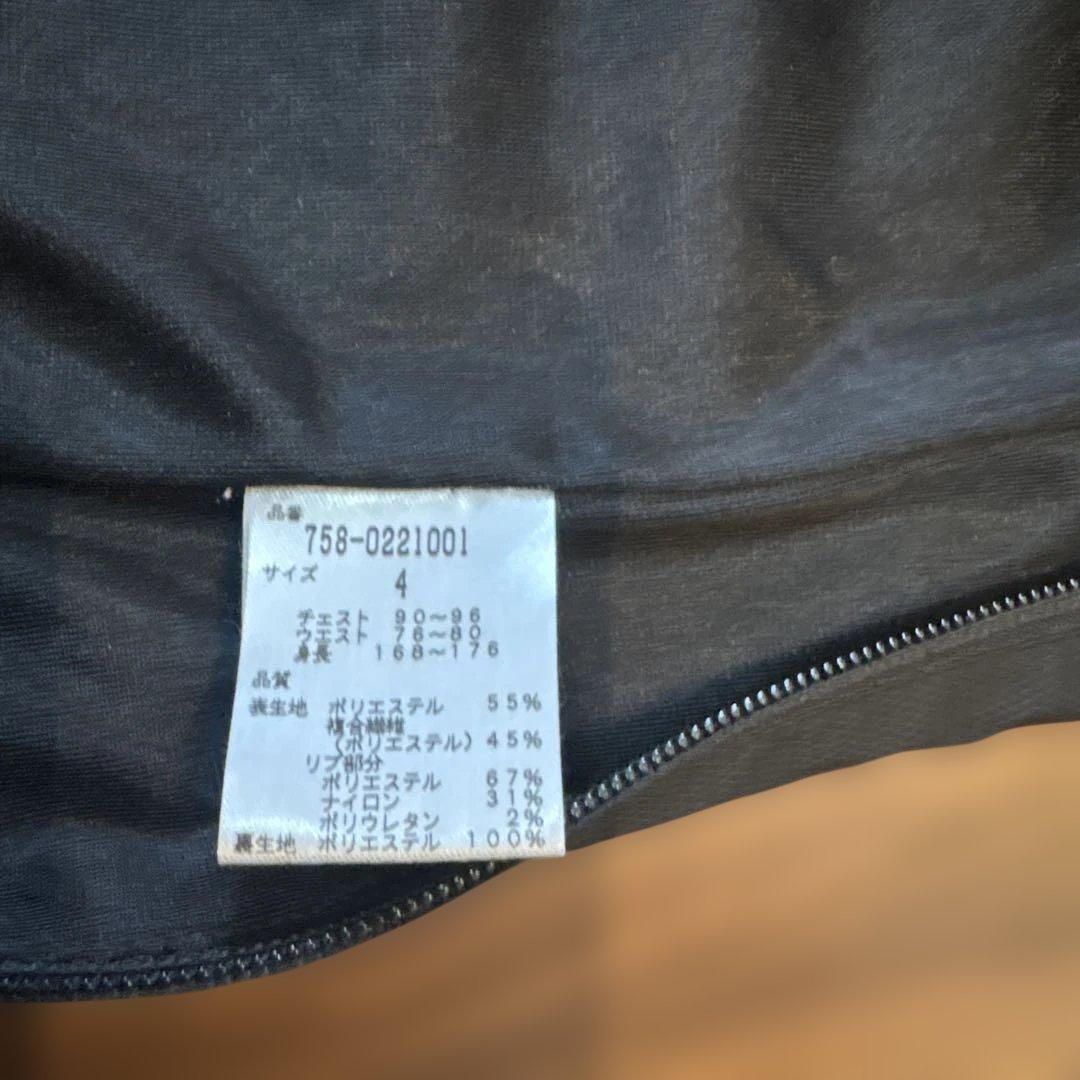 品番
758-0221001
サイズ 4
チェスト 90～96
ウエスト 76～80
身長 168～176
品質
表生地 ポリエステル 55%
複合繊維
(ポリエステル) 45%
リブ部分
ポリエステル 67%
ナイロン 31%
ポリウレタン 2%
裏生地 ポリエステル 100%